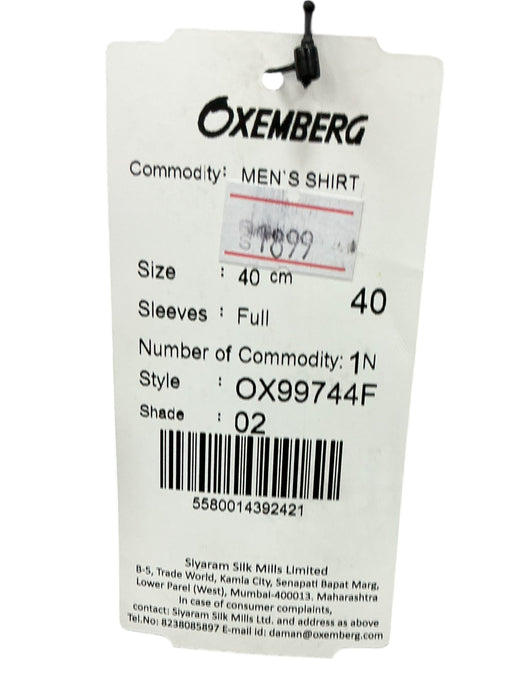 OXEMBERG
Commodity: MEN'S SHIRT
1899
Size : 40 cm 40
Sleeves : Full
Number of Commodity: 1N
Style : OX99744F
Shade : 02
5580014392421
Siyaram Silk Mills Limited
B-5, Trade World, Kamla City, Senapati Bapat Marg,
Lower Parel (West), Mumbai-400013. Maharashtra
In case of consumer complaints,
contact: Siyaram Silk Mills Ltd. and address as above
Tel.No: 8238085897 E-mail id: daman@oxemberg.com